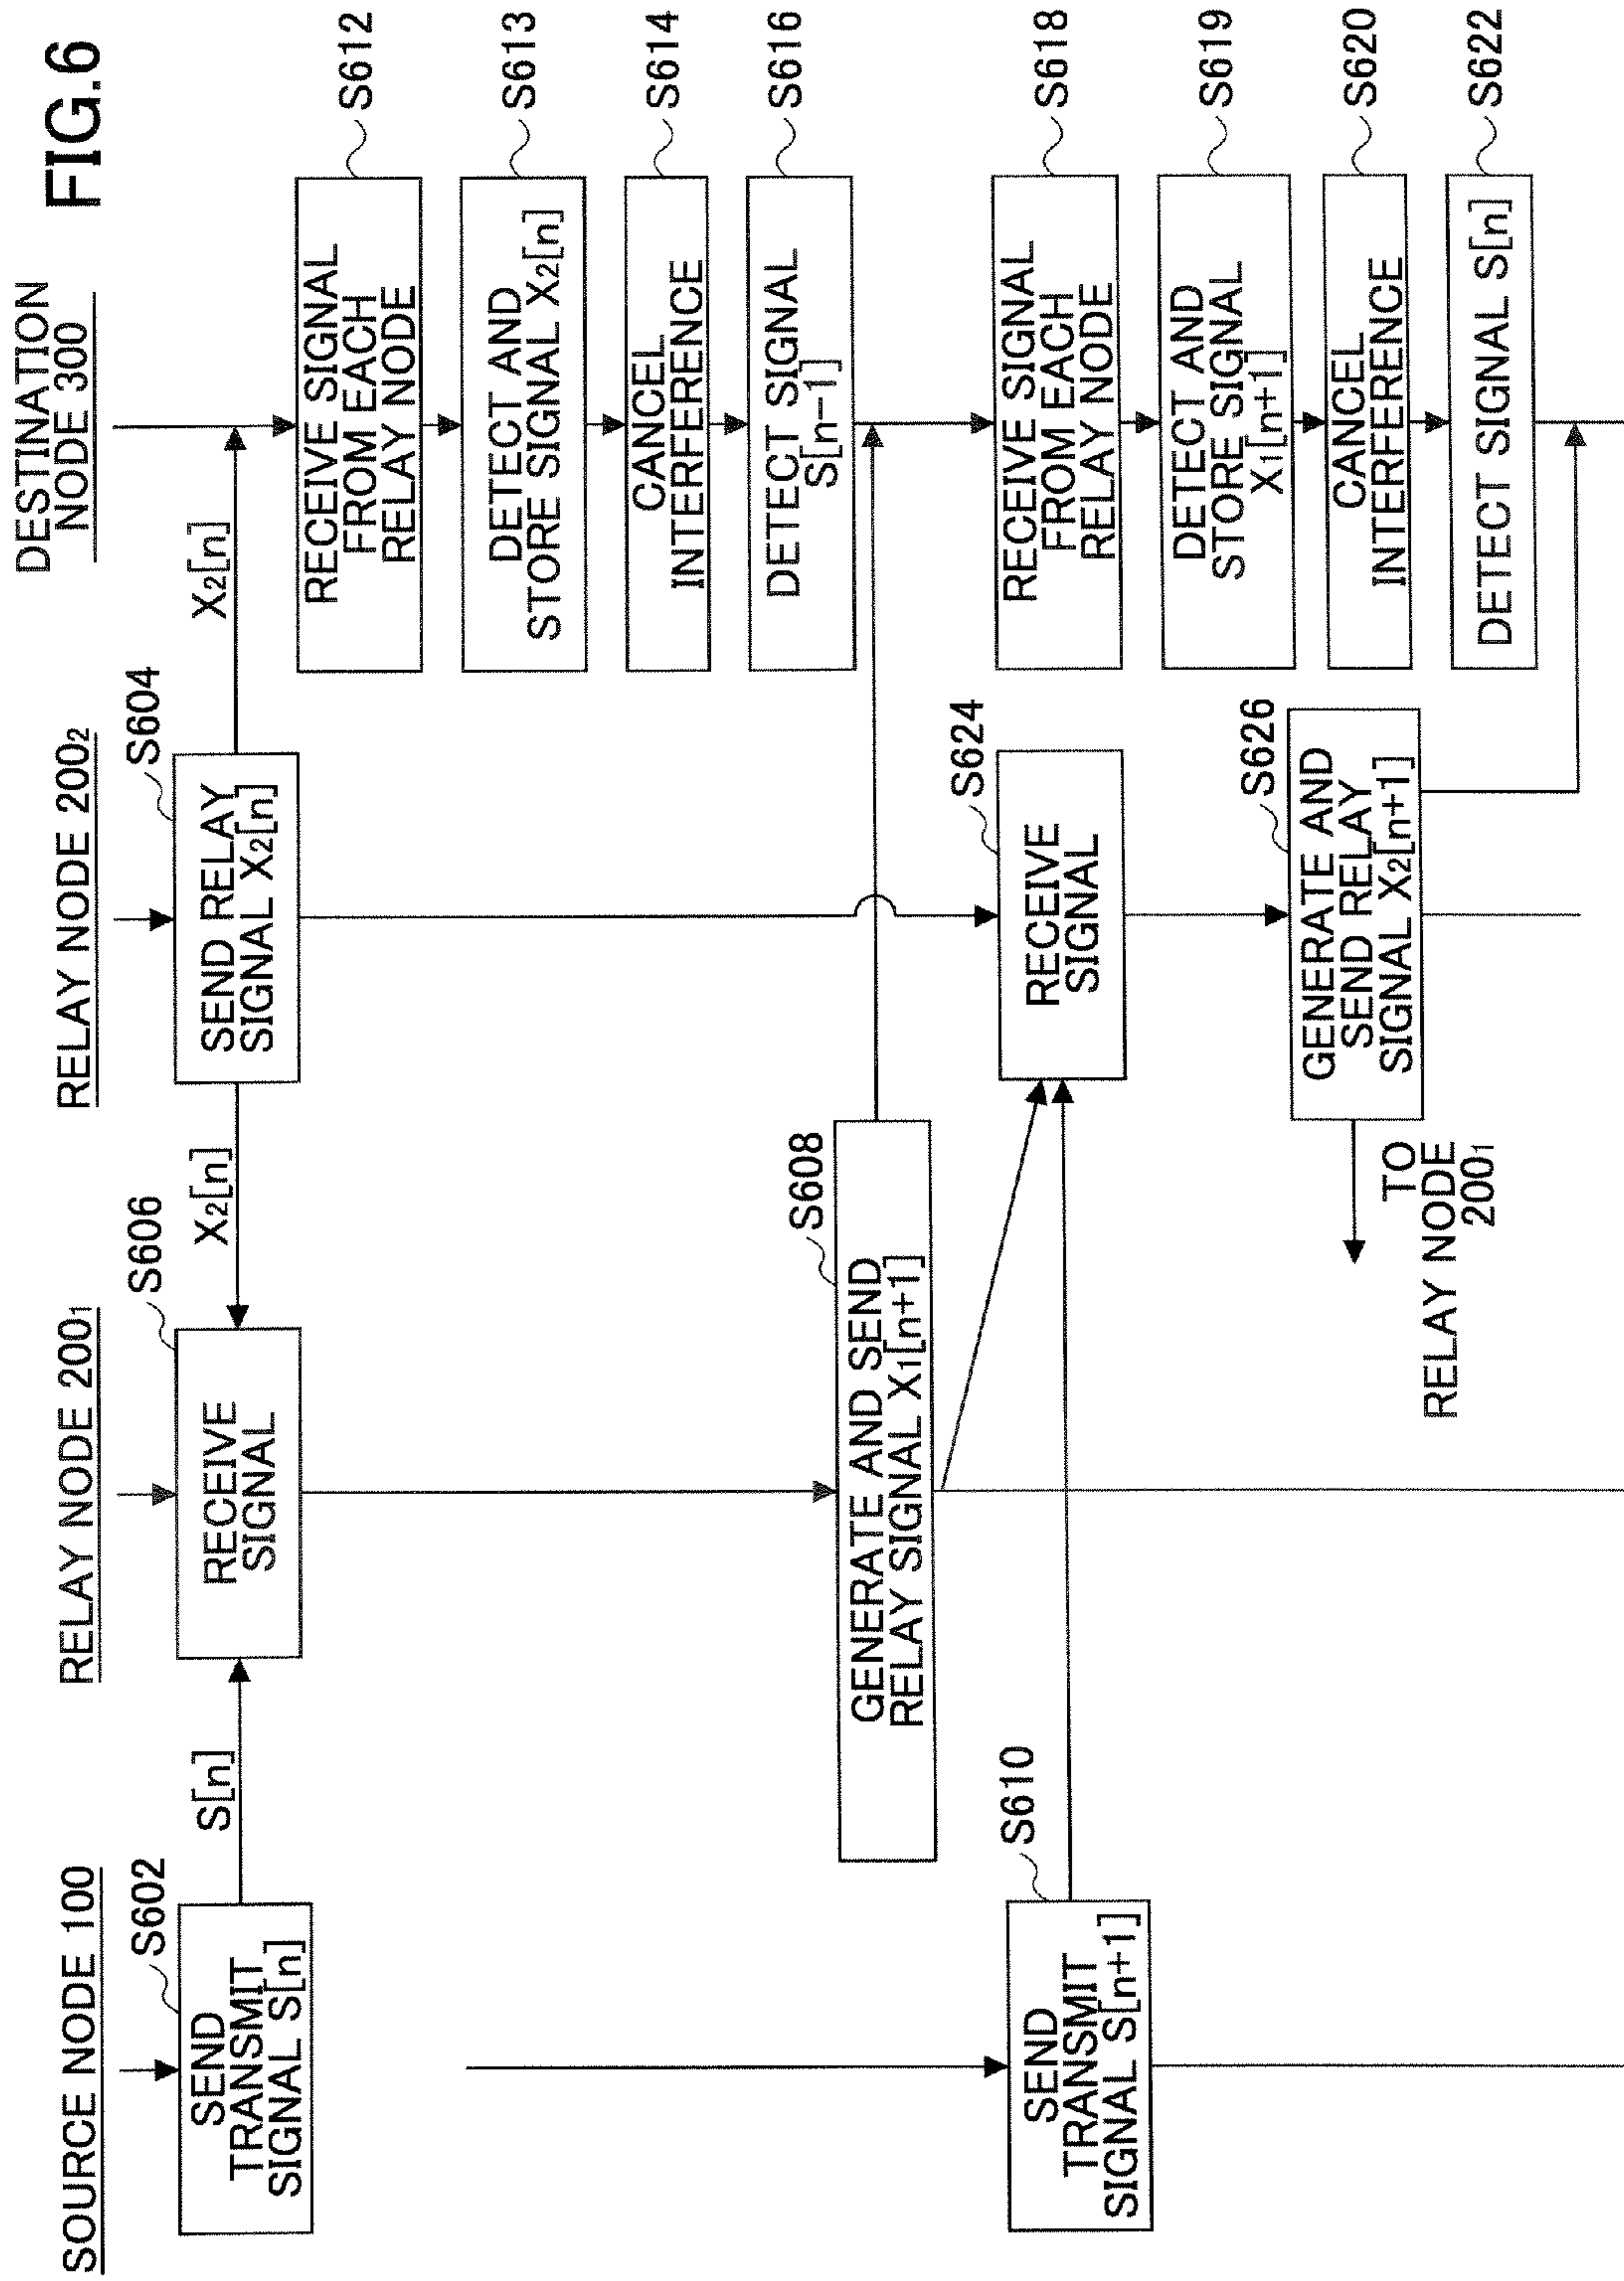 FIG.6
SOURCE NODE 100
RELAY NODE 200₁
RELAY NODE 200₂
DESTINATION
NODE 300
S602
SEND
TRANSMIT
SIGNAL S[n]
S[n]
S606
RECEIVE
SIGNAL
X₂[n]
S604
SEND RELAY
SIGNAL X₂[n]
X₂[n]
RECEIVE SIGNAL
FROM EACH
RELAY NODE
S612
DETECT AND
STORE SIGNAL X₂[n]
S613
CANCEL
INTERFERENCE
S614
DETECT SIGNAL
S[n−1]
S616
S608
GENERATE AND SEND
RELAY SIGNAL X₁[n+1]
S610
SEND
TRANSMIT
SIGNAL S[n+1]
S624
RECEIVE
SIGNAL
RECEIVE SIGNAL
FROM EACH
RELAY NODE
S618
DETECT AND
STORE SIGNAL
X₁[n+1]
S619
S626
GENERATE AND
SEND RELAY
SIGNAL X₂[n+1]
TO
RELAY NODE
200₁
CANCEL
INTERFERENCE
S620
DETECT SIGNAL S[n]
S622